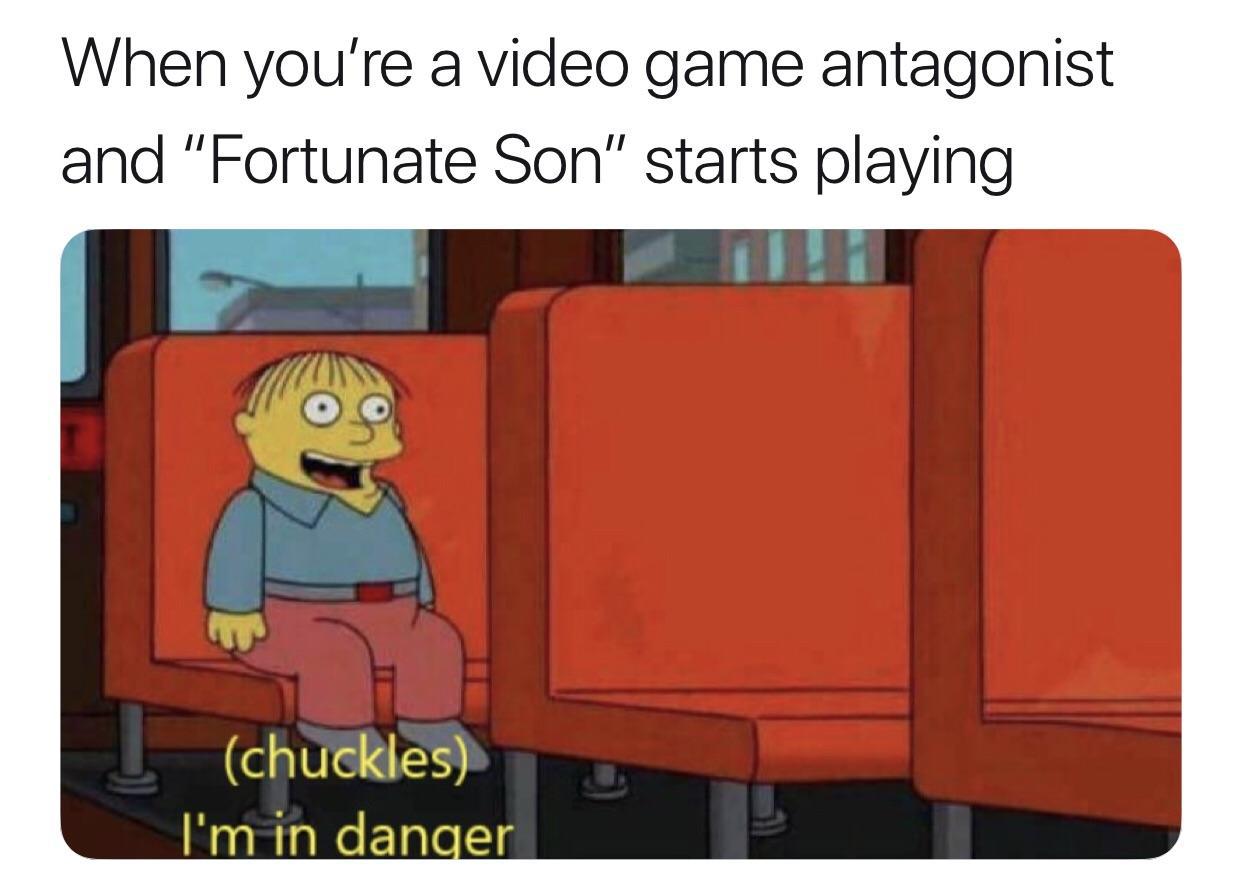 When you’re a video game antagonist
and “Fortunate Son” starts playing
T
(chuckles)
I'm in danger